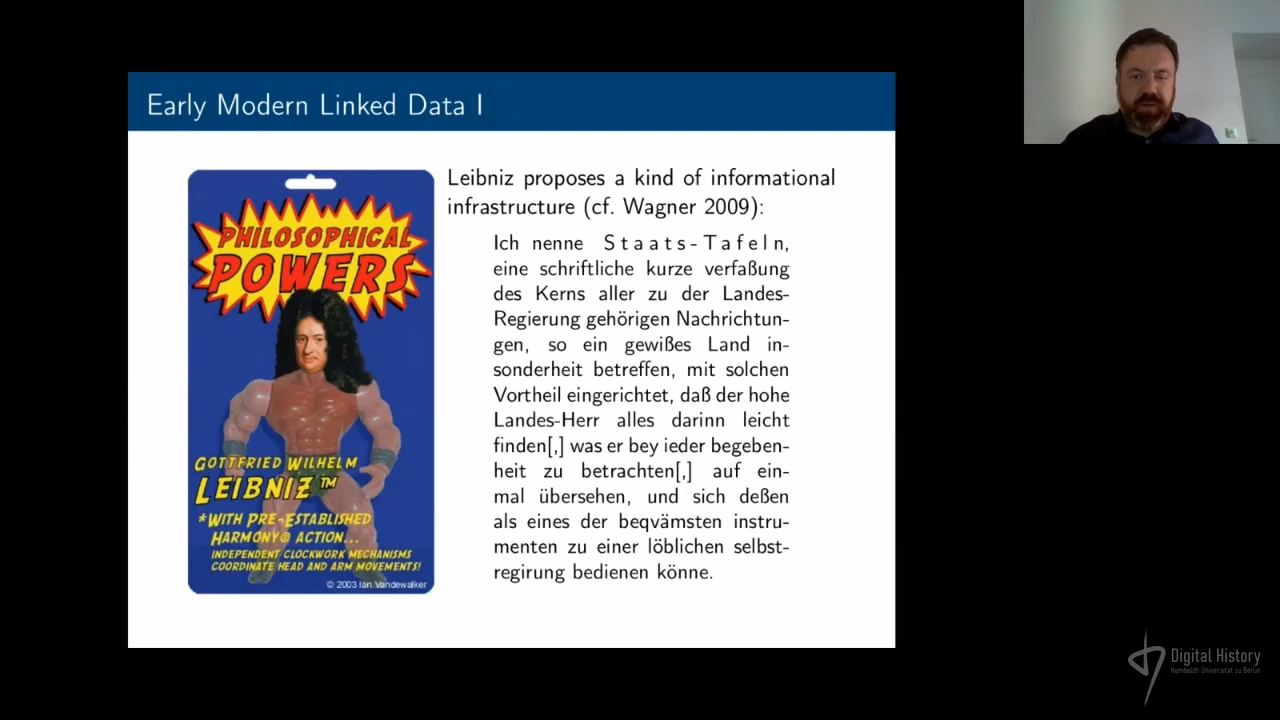 Early Modern Linked Data I
PHILOSOPHICAL
POWERS
GOTTFRIED WILHELM
LEIBNIZ™
*WITH PRE-ESTABLISHED
HARMONY® ACTION...
INDEPENDENT CLOCKWORK MECHANISMS
COORDINATE HEAD AND ARM MOVEMENTS!
© 2003 Ian Vandewalker
Leibniz proposes a kind of informational
infrastructure (cf. Wagner 2009):
Ich nenne S t a a t s - T a f e l n,
eine schriftliche kurze verfaßung
des Kerns aller zu der Landes-
Regierung gehörigen Nachrichtun-
gen, so ein gewißes Land in-
sonderheit betreffen, mit solchen
Vortheil eingerichtet, daß der hohe
Landes-Herr alles darinn leicht
finden[,] was er bey ieder begeben-
heit zu betrachten[,] auf ein-
mal übersehen, und sich deßen
als eines der beqvämsten instru-
menten zu einer löblichen selbst-
regirung bedienen könne.
Digital History
Humboldt-Universität zu Berlin